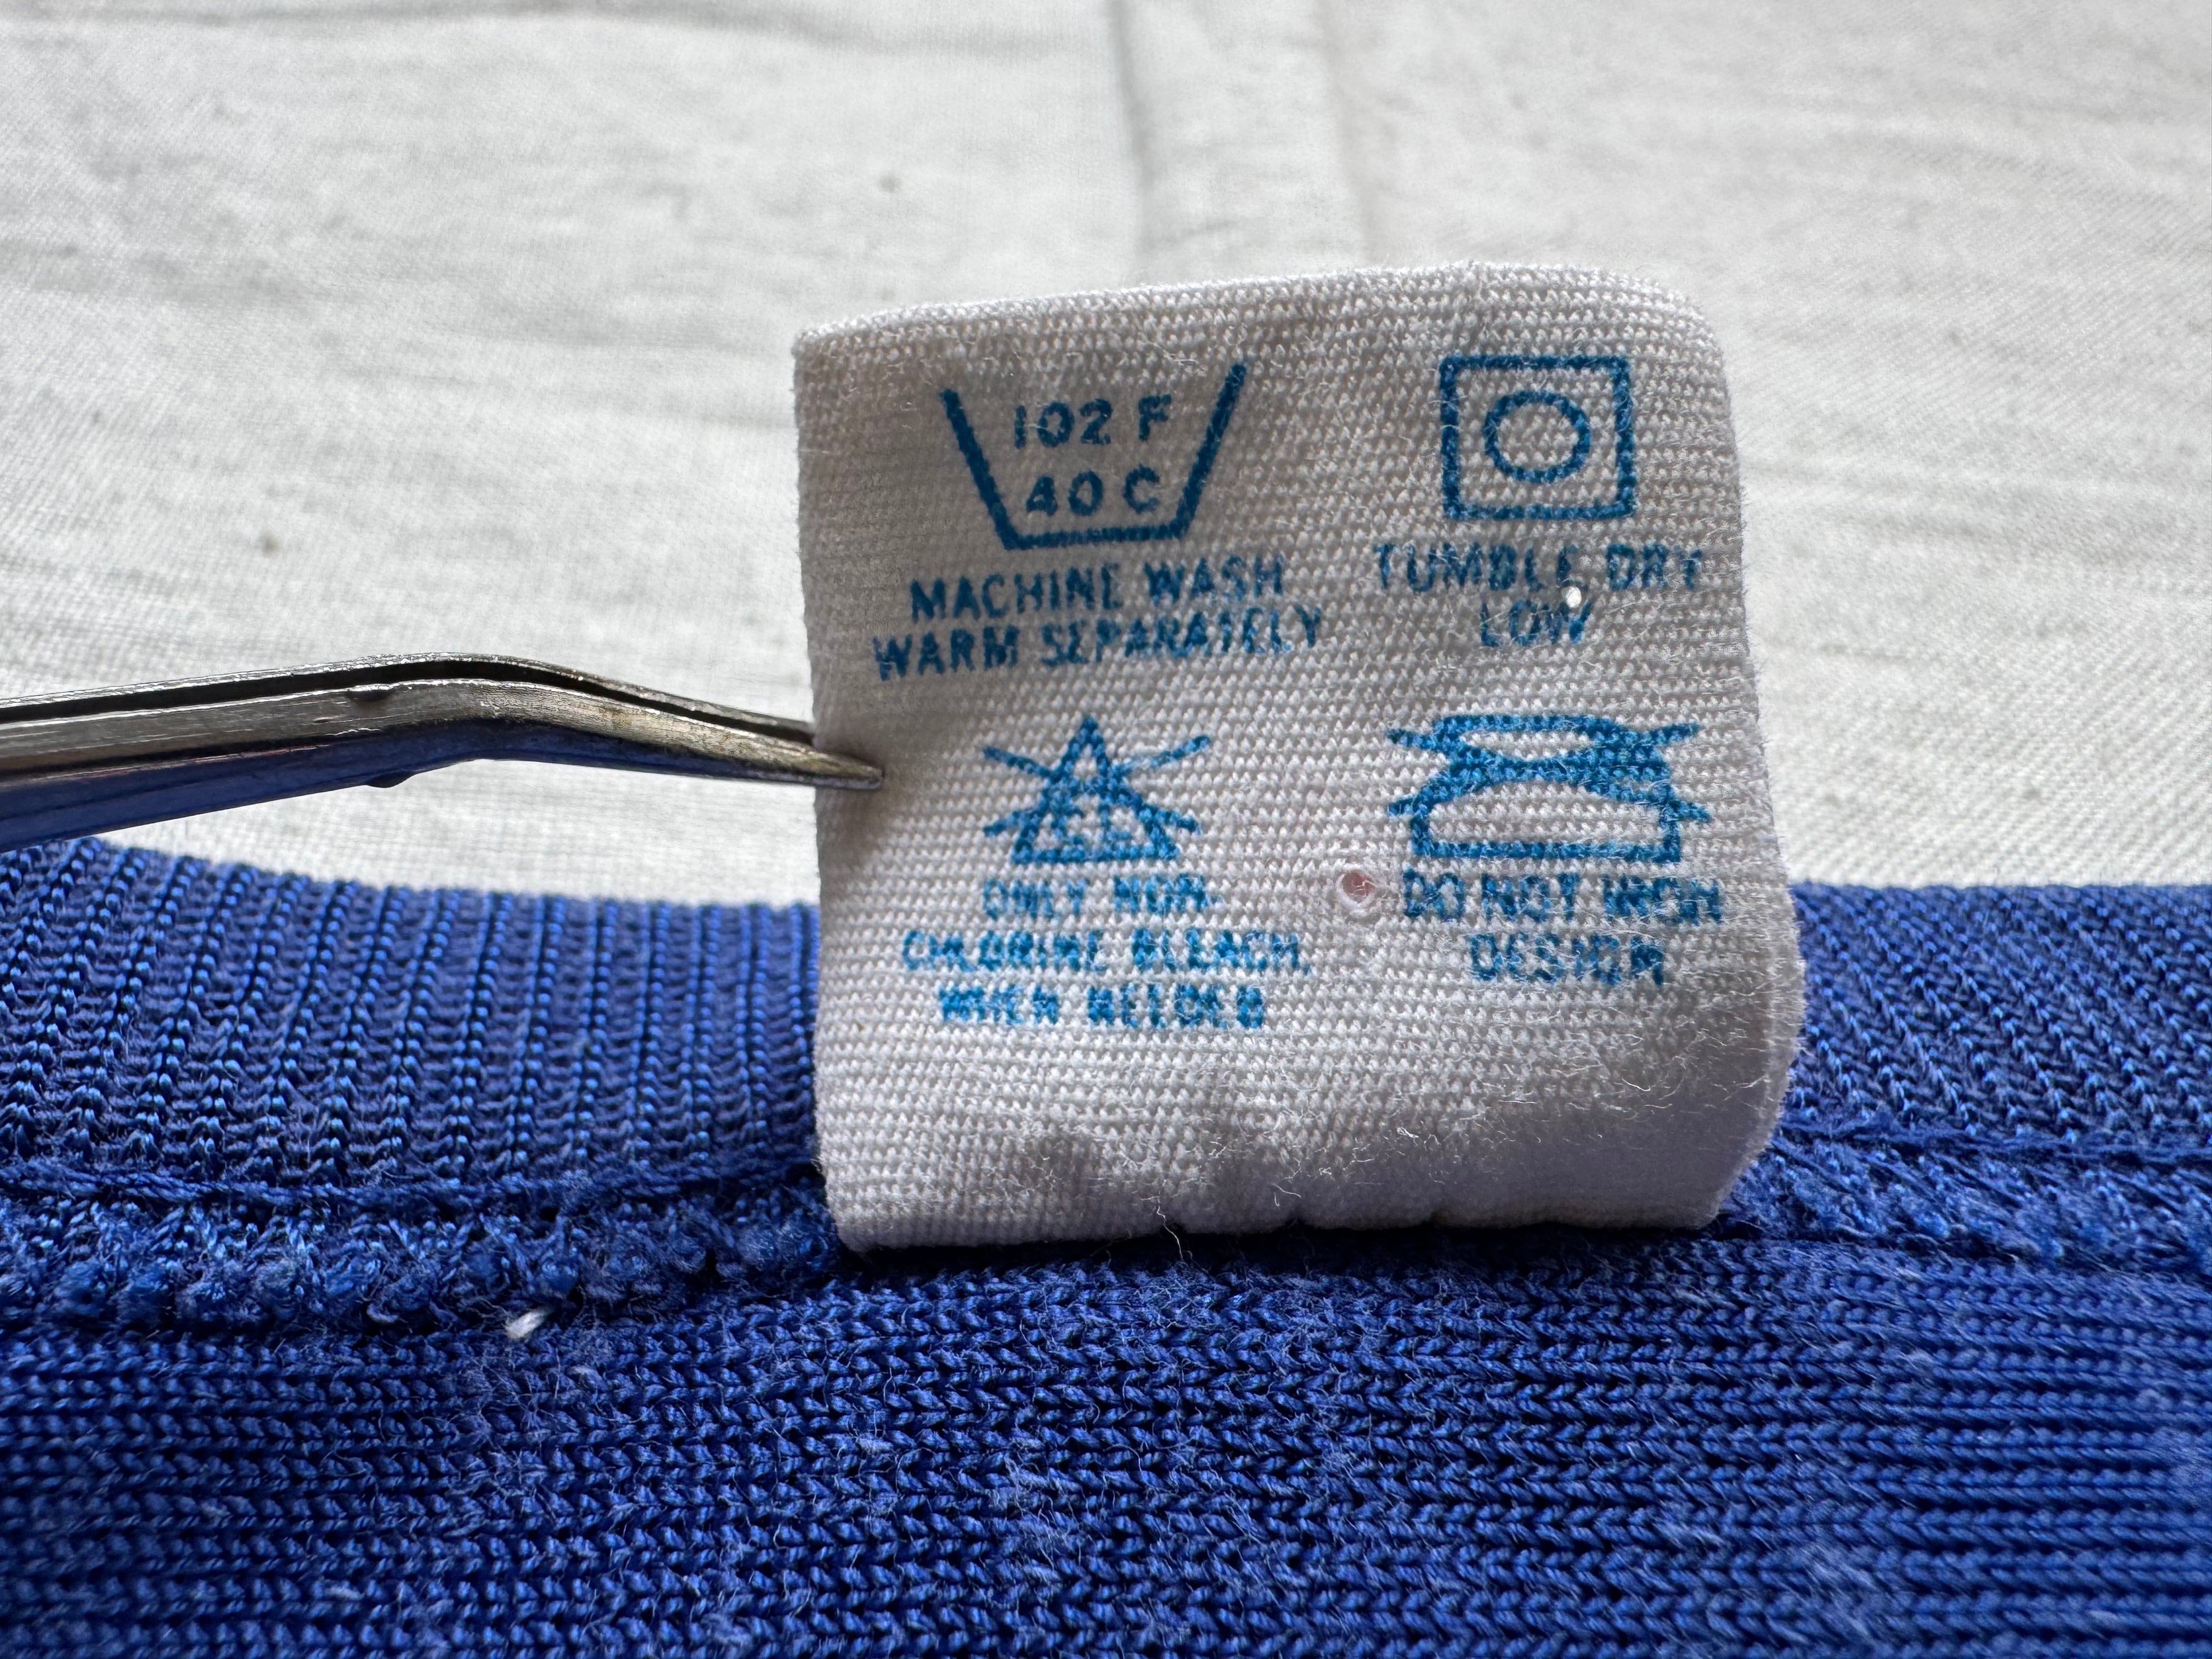 102 F
40 C
MACHINE WASH
WARM SEPARATELY
TUMBLE DRY
LOW
CL
ONLY NON-
CHLORINE BLEACH,
WHEN NEEDED
DO NOT IRON
DESIGN